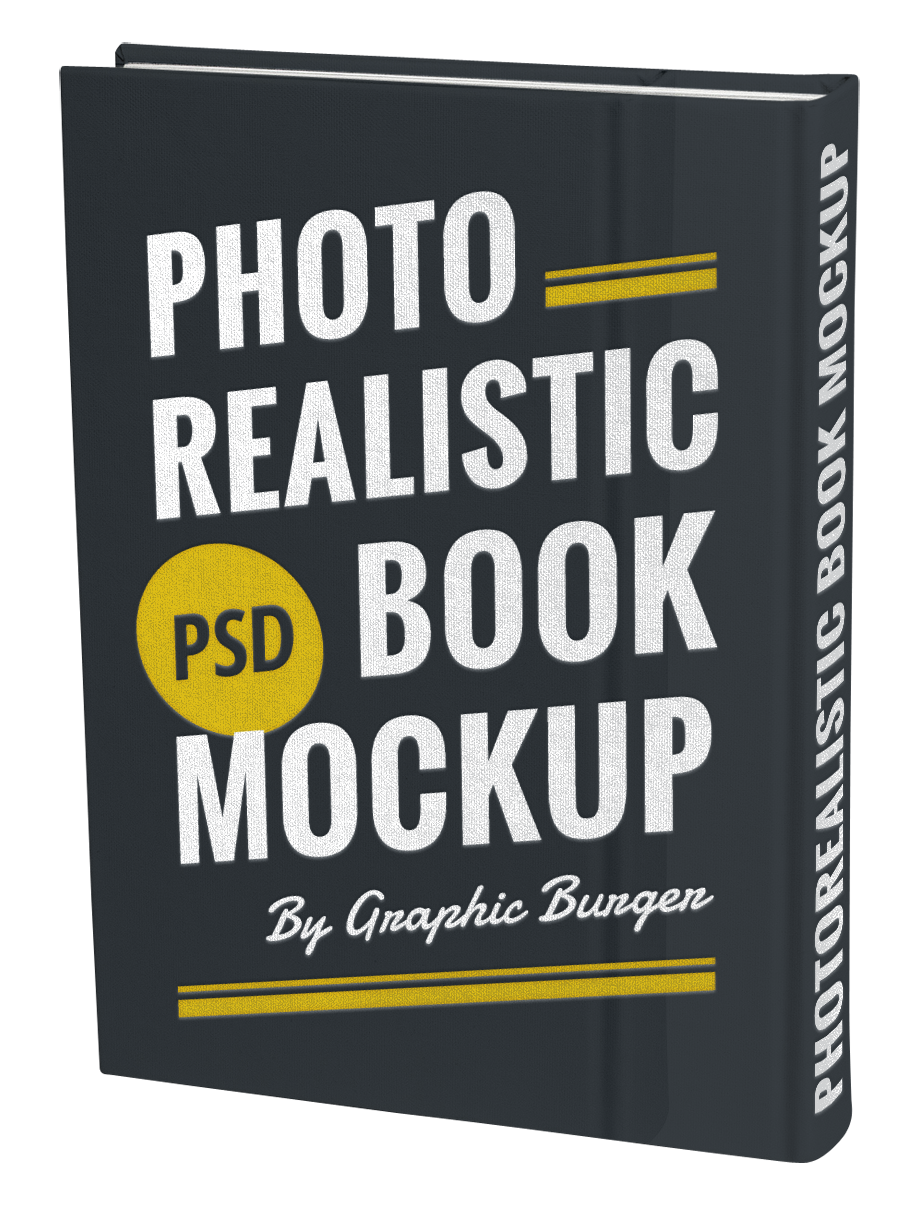 PHOTO
REALISTIC
PSD BOOK
MOCKUP
By Graphic Burger
PHOTOREALISTIC BOOK MOCKUP